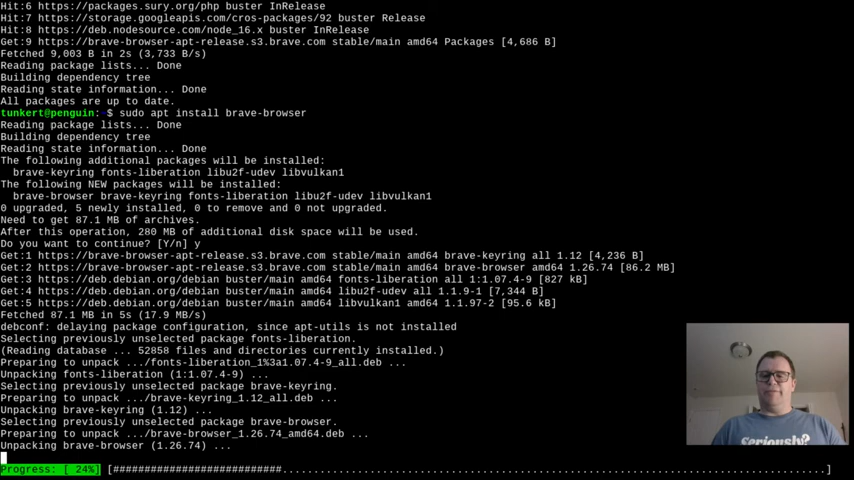 Hit:6 https://packages.sury.org/php buster InRelease
Hit:7 https://storage.googleapis.com/cros-packages/92 buster Release
Hit:8 https://deb.nodesource.com/node_16.x buster InRelease
Get:9 https://brave-browser-apt-release.s3.brave.com stable/main amd64 Packages [4,686 B]
Fetched 9,003 B in 2s (3,733 B/s)
Reading package lists... Done
Building dependency tree
Reading state information... Done
All packages are up to date.
tunkert@penguin:~$ sudo apt install brave-browser
Reading package lists... Done
Building dependency tree
Reading state information... Done
The following additional packages will be installed:
brave-keyring fonts-liberation libu2f-udev libvulkan1
The following NEW packages will be installed:
brave-browser brave-keyring fonts-liberation libu2f-udev libvulkan1
0 upgraded, 5 newly installed, 0 to remove and 0 not upgraded.
Need to get 87.1 MB of archives.
After this operation, 280 MB of additional disk space will be used.
Do you want to continue? [Y/n] y
Get:1 https://brave-browser-apt-release.s3.brave.com stable/main amd64 brave-keyring all 1.12 [4,236 B]
Get:2 https://brave-browser-apt-release.s3.brave.com stable/main amd64 brave-browser amd64 1.26.74 [86.2 MB]
Get:3 https://deb.debian.org/debian buster/main amd64 fonts-liberation all 1:1.07.4-9 [827 kB]
Get:4 https://deb.debian.org/debian buster/main amd64 libu2f-udev all 1.1.9-1 [7,344 B]
Get:5 https://deb.debian.org/debian buster/main amd64 libvulkan1 amd64 1.1.97-2 [95.6 kB]
Fetched 87.1 MB in 5s (17.9 MB/s)
debconf: delaying package configuration, since apt-utils is not installed
Selecting previously unselected package fonts-liberation.
(Reading database ... 52858 files and directories currently installed.)
Preparing to unpack .../fonts-liberation_1%3a1.07.4-9_all.deb ...
Unpacking fonts-liberation (1:1.07.4-9) ...
Selecting previously unselected package brave-keyring.
Preparing to unpack .../brave-keyring_1.12_all.deb ...
Unpacking brave-keyring (1.12) ...
Selecting previously unselected package brave-browser.
Preparing to unpack .../brave-browser_1.26.74_amd64.deb ...
Unpacking brave-browser (1.26.74) ...
Seriously?
Progress: [ 24%] [############################........................................................................................]